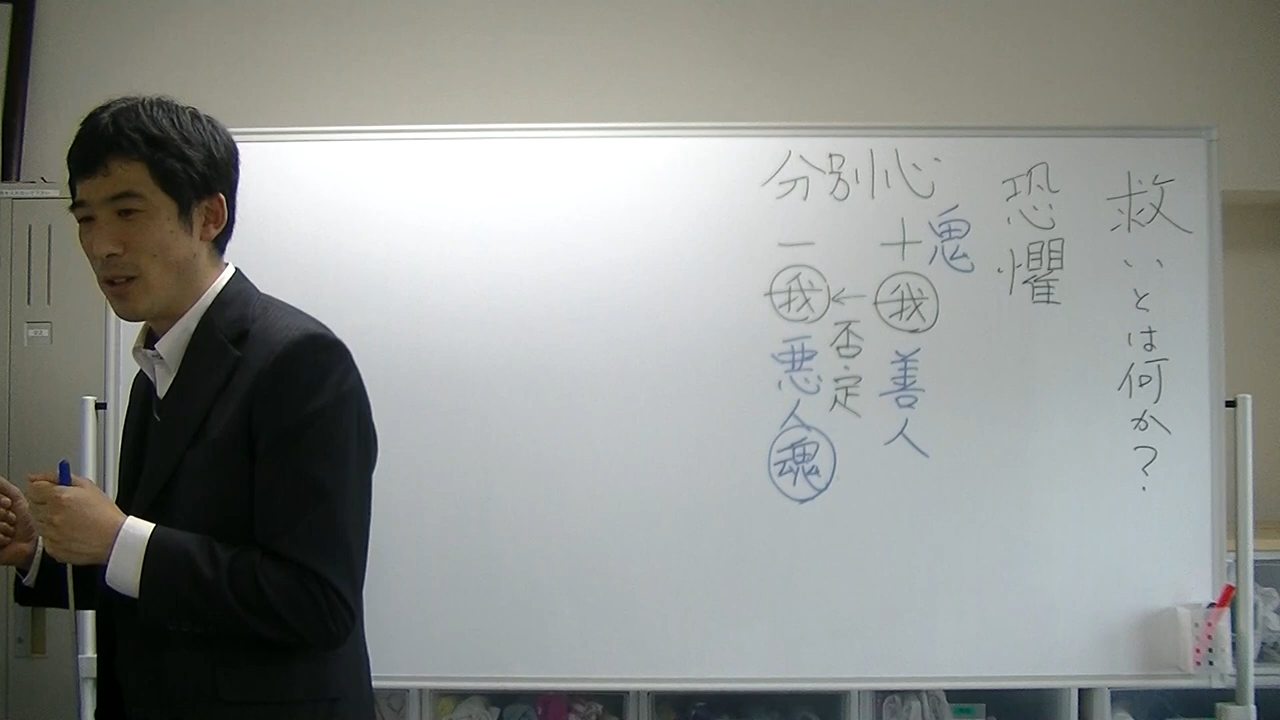 救いとは何か?
恐懼
分別心
鬼
+我 善人
←否定
-我 悪人 魂